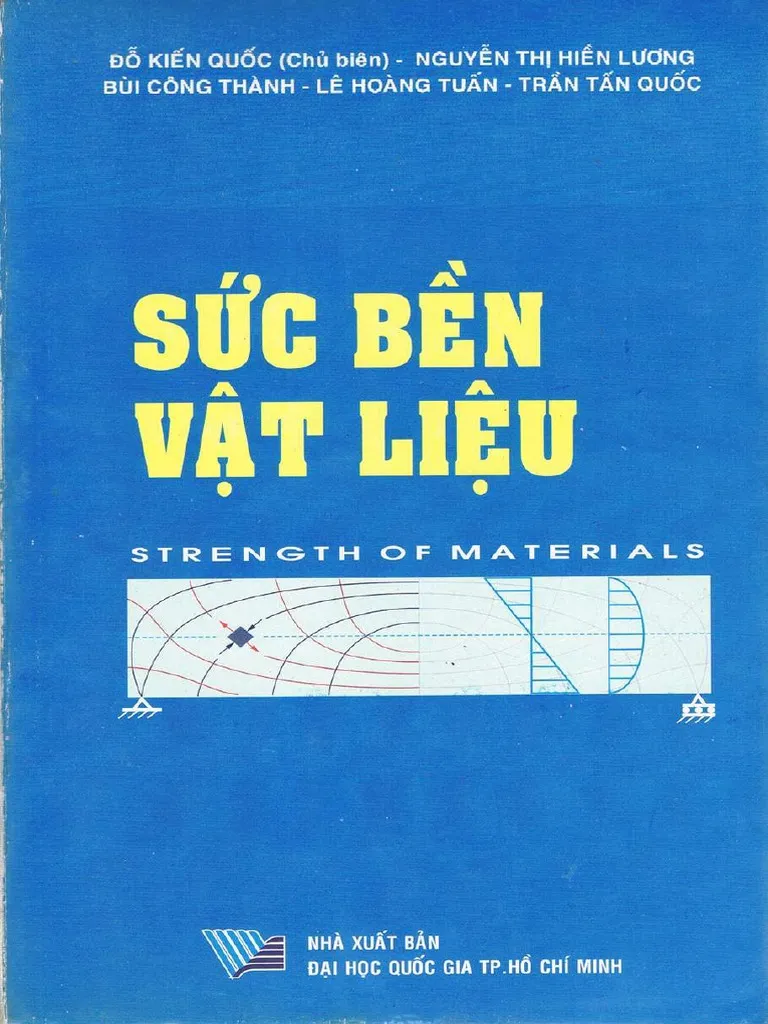 ĐỖ KIẾN QUỐC (Chủ biên) - NGUYỄN THỊ HIỀN LƯƠNG
BÙI CÔNG THÀNH - LÊ HOÀNG TUẤN - TRẦN TẤN QUỐC
SỨC BỀN
VẬT LIỆU
STRENGTH OF MATERIALS
NHÀ XUẤT BẢN
ĐẠI HỌC QUỐC GIA TP.HỒ CHÍ MINH